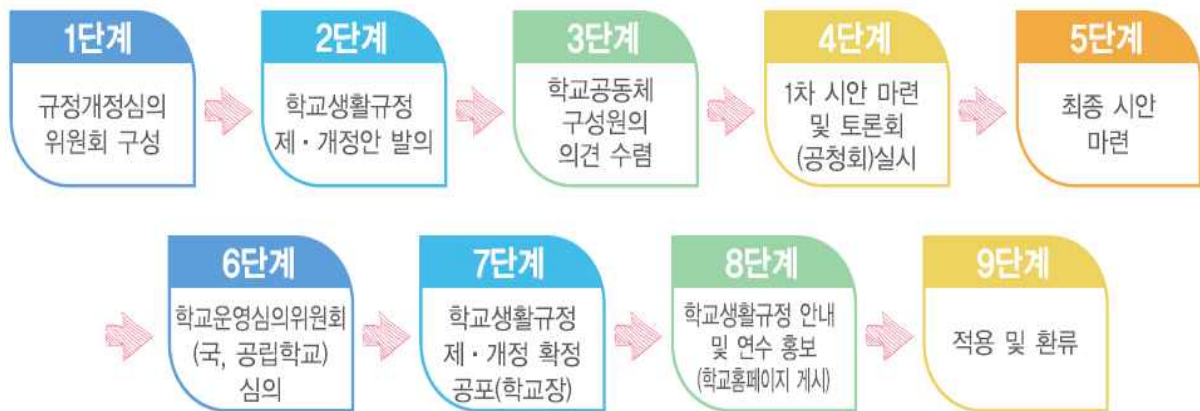 1단계
규정개정심의
위원회 구성
2단계
학교생활규정
제·개정안 발의
3단계
학교공동체
구성원의
의견 수렴
4단계
1차 시안 마련
및 토론회
(공청회)실시
5단계
최종 시안
마련
6단계
학교운영심의위원회
(국, 공립학교)
심의
7단계
학교생활규정
제·개정 확정
공포(학교장)
8단계
학교생활규정 안내
및 연수 홍보
(학교홈페이지 게시)
9단계
적용 및 환류